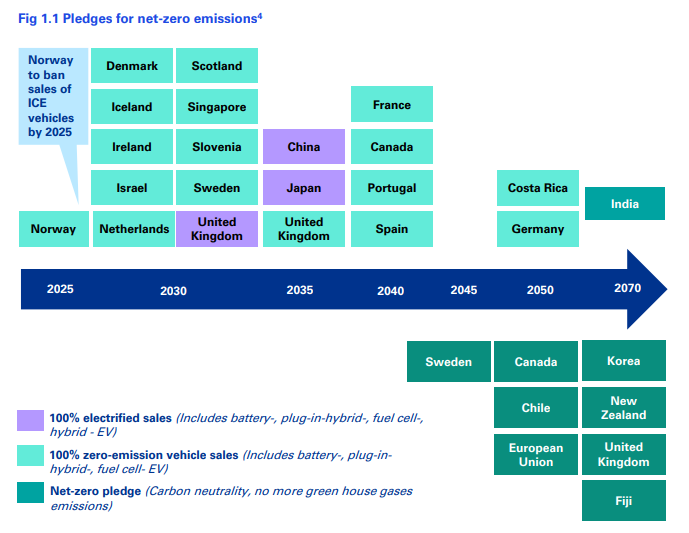 Fig 1.1 Pledges for net-zero emissions⁴
Norway
to ban
sales of
ICE
vehicles
by 2025
Denmark
Scotland
Iceland
Singapore
France
Ireland
Slovenia
China
Canada
Israel
Sweden
Japan
Portugal
Costa Rica
India
Norway
Netherlands
United
Kingdom
United
Kingdom
Spain
Germany
2025
2030
2035
2040
2045
2050
2070
Sweden
Canada
Korea
Chile
New
Zealand
European
Union
United
Kingdom
Fiji
100% electrified sales (Includes battery-, plug-in-hybrid-, fuel cell-,
hybrid - EV)
100% zero-emission vehicle sales (Includes battery-, plug-in-
hybrid-, fuel cell- EV)
Net-zero pledge (Carbon neutrality, no more green house gases
emissions)